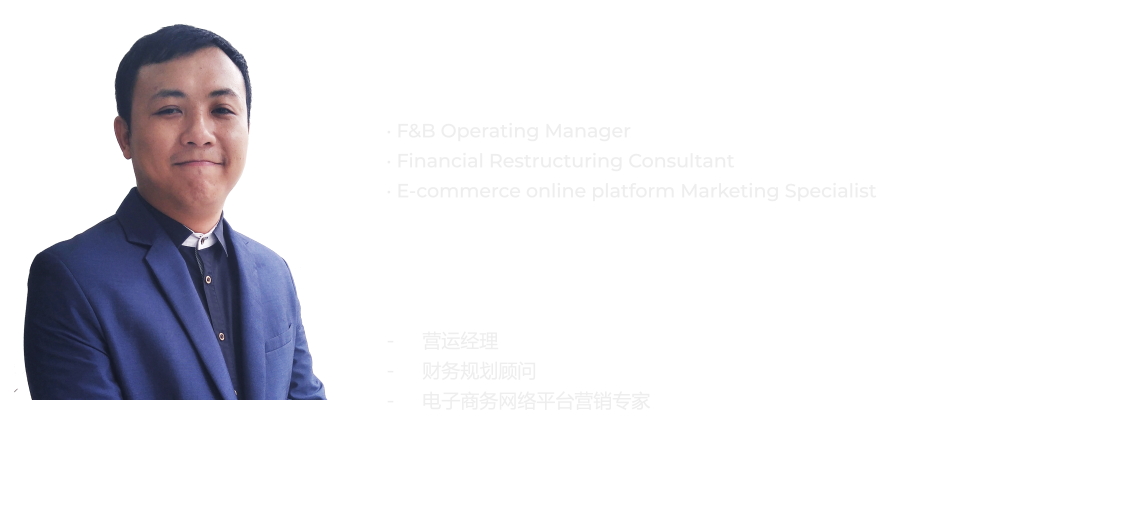 · F&B Operating Manager
· Financial Restructuring Consultant
· E-commerce online platform Marketing Specialist
- 营运经理
- 财务规划顾问
- 电子商务网络平台营销专家